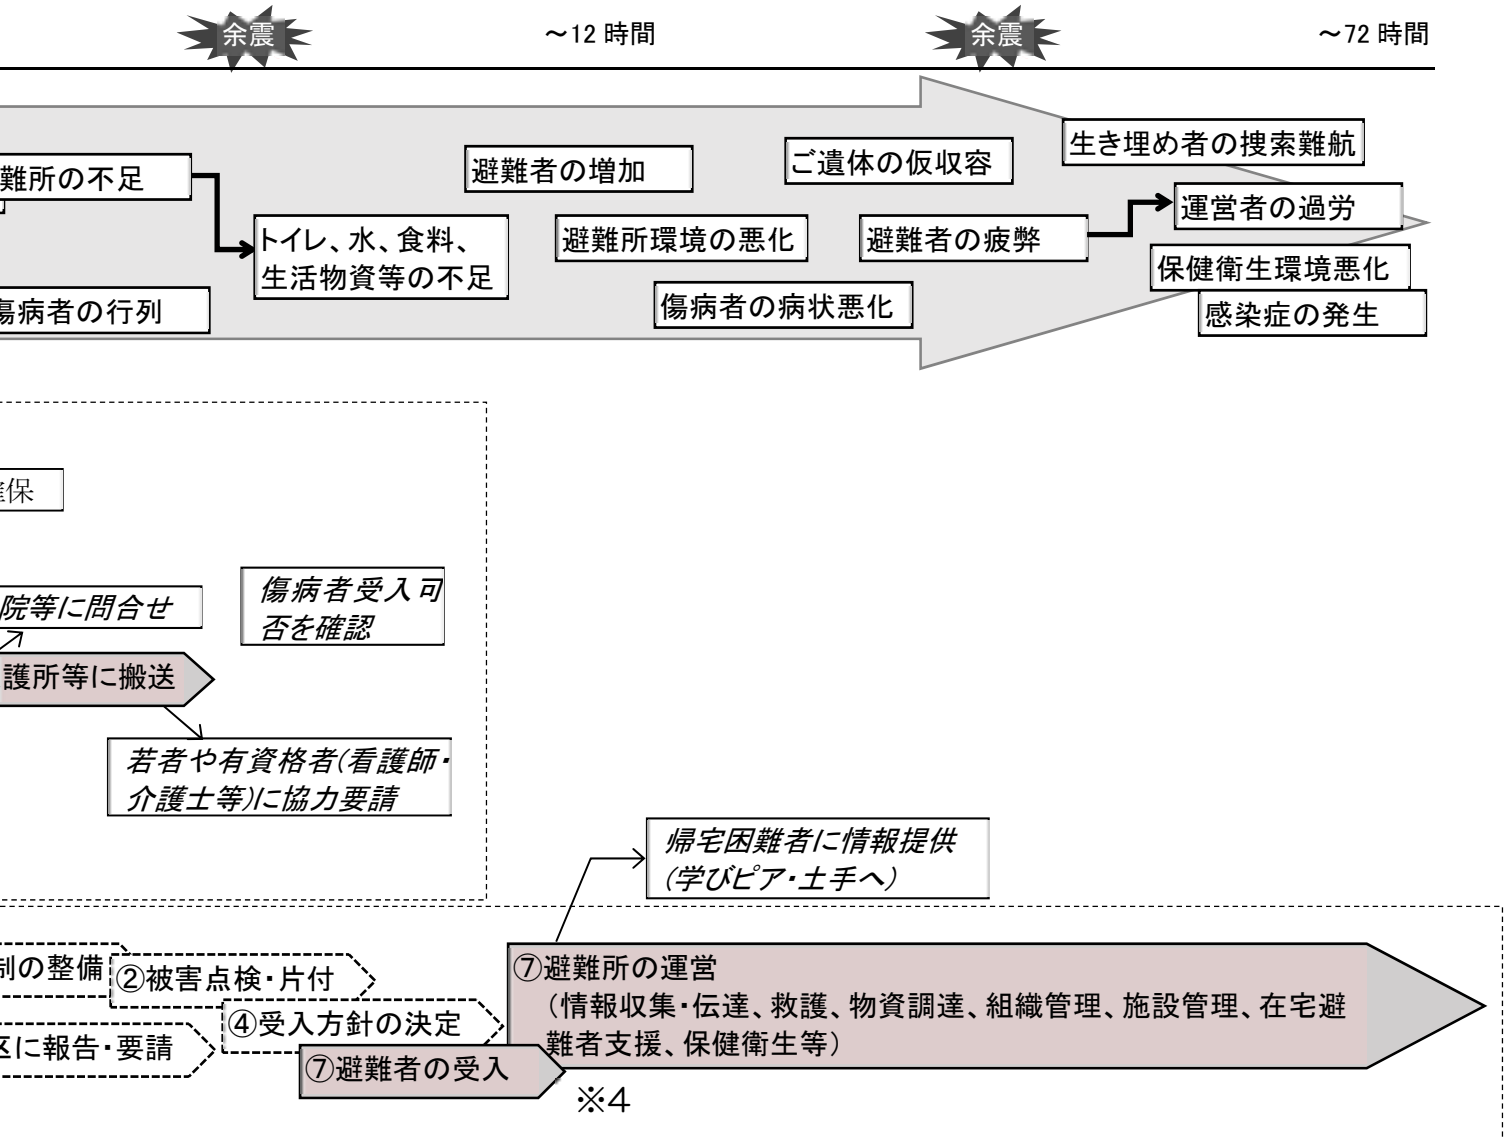 余震
～12 時間
余震
～72 時間
難所の不足
避難者の増加
ご遺体の仮収容
生き埋め者の捜索難航
運営者の過労
トイレ、水、食料、
生活物資等の不足
避難所環境の悪化
避難者の疲弊
保健衛生環境悪化
傷病者の行列
傷病者の病状悪化
感染症の発生
確保
院等に問合せ
傷病者受入可
否を確認
護所等に搬送
若者や有資格者(看護師・
介護士等)に協力要請
帰宅困難者に情報提供
(学びピア・土手へ)
制の整備
②被害点検・片付
④受入方針の決定
区に報告・要請
⑦避難者の受入
⑦避難所の運営
(情報収集・伝達、救護、物資調達、組織管理、施設管理、在宅避
難者支援、保健衛生等)
※4